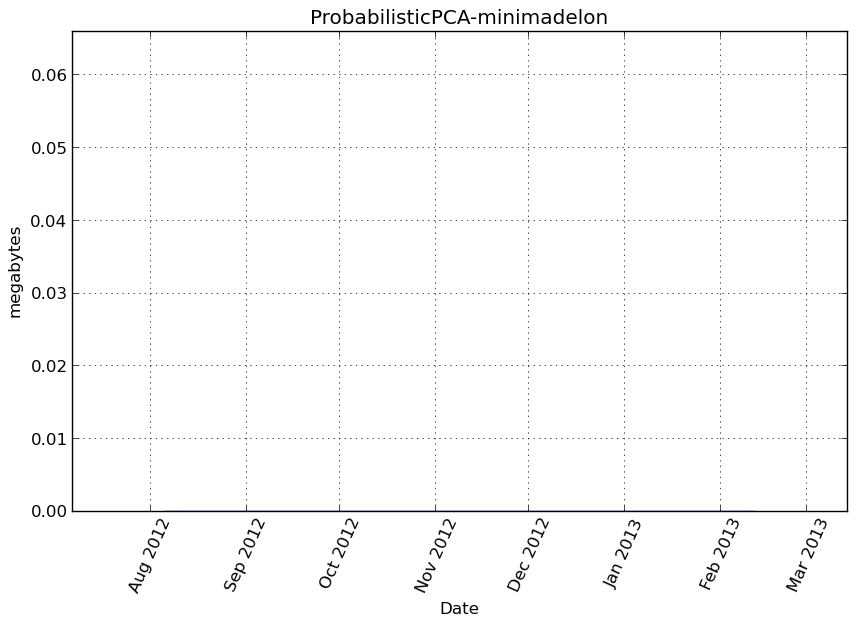 ProbabilisticPCA-minimadelon
0.06
0.05
0.04
0.03
0.02
0.01
0.00
megabytes
Aug 2012
Sep 2012
Oct 2012
Nov 2012
Dec 2012
Jan 2013
Feb 2013
Mar 2013
Date